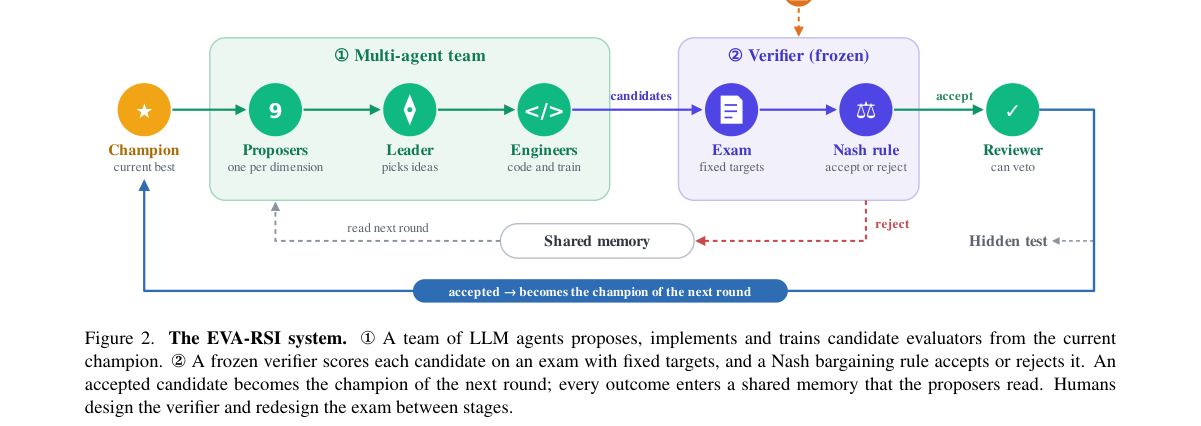 ① Multi-agent team
② Verifier (frozen)
candidates
accept
9
</>
Champion
Proposers
Leader
Engineers
Exam
Nash rule
Reviewer
current best
one per dimension
picks ideas
code and train
fixed targets
accept or reject
can veto
read next round
reject
Shared memory
Hidden test
accepted → becomes the champion of the next round
Figure 2. The EVA-RSI system. ① A team of LLM agents proposes, implements and trains candidate evaluators from the current
champion. ② A frozen verifier scores each candidate on an exam with fixed targets, and a Nash bargaining rule accepts or rejects it. An
accepted candidate becomes the champion of the next round; every outcome enters a shared memory that the proposers read. Humans
design the verifier and redesign the exam between stages.